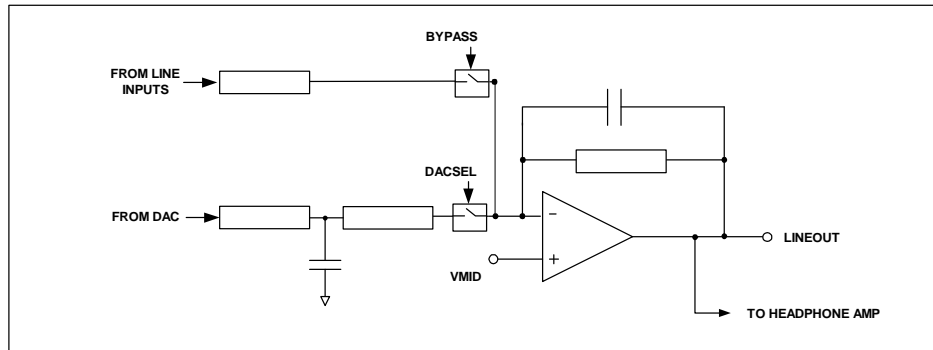 BYPASS
FROM LINE
INPUTS
DACSEL
FROM DAC
−
+
VMID
LINEOUT
TO HEADPHONE AMP